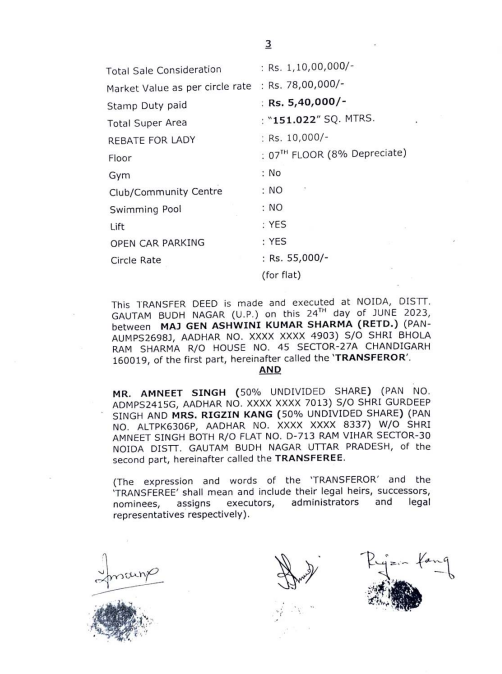 3
Total Sale Consideration : Rs. 1,10,00,000/-
Market Value as per circle rate : Rs. 78,00,000/-
Stamp Duty paid : Rs. 5,40,000/-
Total Super Area : "151.022" SQ. MTRS.
REBATE FOR LADY : Rs. 10,000/-
Floor : 07TH FLOOR (8% Depreciate)
Gym : No
Club/Community Centre : NO
Swimming Pool : NO
Lift : YES
OPEN CAR PARKING : YES
Circle Rate : Rs. 55,000/-
(for flat)
This TRANSFER DEED is made and executed at NOIDA, DISTT.
GAUTAM BUDH NAGAR (U.P.) on this 24TH day of JUNE 2023,
between MAJ GEN ASHWINI KUMAR SHARMA (RETD.) (PAN-
AUMPS2698J, AADHAR NO. XXXX XXXX 4903) S/O SHRI BHOLA
RAM SHARMA R/O HOUSE NO. 45 SECTOR-27A CHANDIGARH
160019, of the first part, hereinafter called the 'TRANSFEROR'.
AND
MR. AMNEET SINGH (50% UNDIVIDED SHARE) (PAN NO.
ADMPS2415G, AADHAR NO. XXXX XXXX 7013) S/O SHRI GURDEEP
SINGH AND MRS. RIGZIN KANG (50% UNDIVIDED SHARE) (PAN
NO. ALTPK6306P, AADHAR NO. XXXX XXXX 8337) W/O SHRI
AMNEET SINGH BOTH R/O FLAT NO. D-713 RAM VIHAR SECTOR-30
NOIDA DISTT. GAUTAM BUDH NAGAR UTTAR PRADESH, of the
second part, hereinafter called the TRANSFEREE.
(The expression and words of the 'TRANSFEROR' and the
'TRANSFEREE' shall mean and include their legal heirs, successors,
nominees, assigns executors, administrators and legal
representatives respectively).
Rigzin Kang